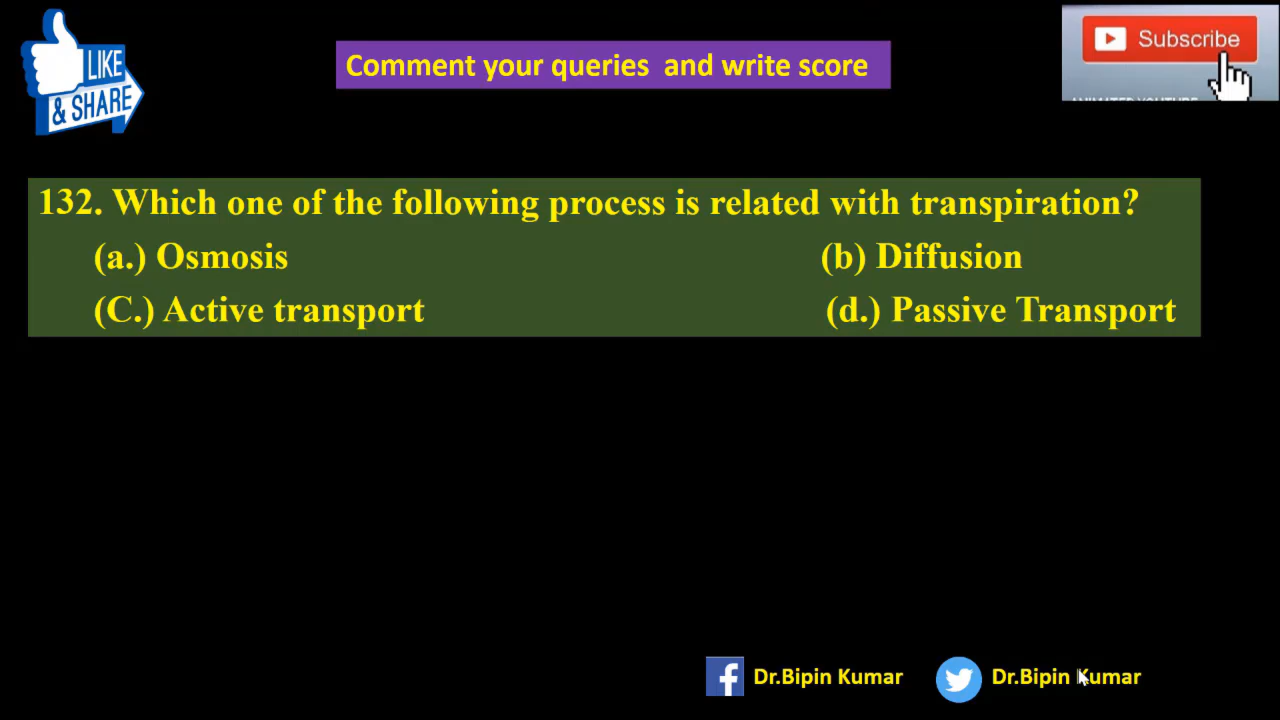 LIKE
& SHARE
Comment your queries and write score
Subscribe
132. Which one of the following process is related with transpiration?
(a.) Osmosis (b) Diffusion
(C.) Active transport (d.) Passive Transport
Dr.Bipin Kumar Dr.Bipin Kumar